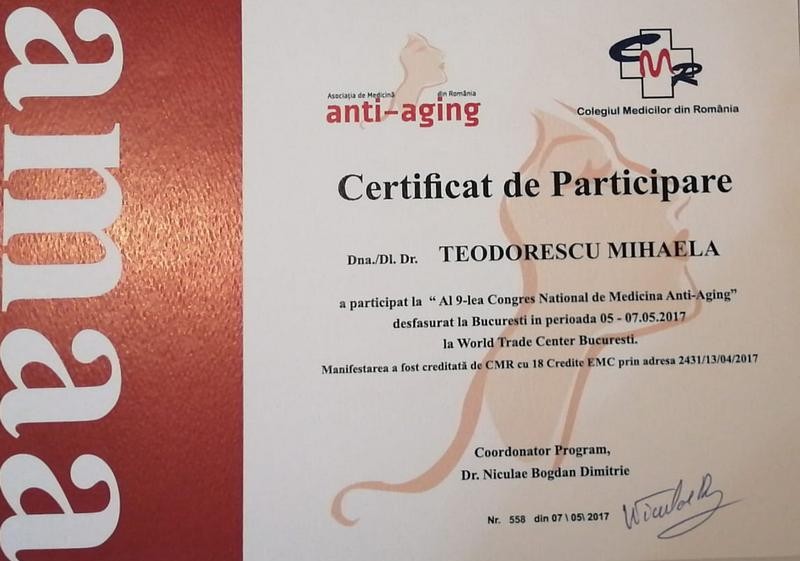 amaa
Asociația de Medicină din România
anti-aging
CMR
Colegiul Medicilor din România
Certificat de Participare
Dna./Dl. Dr. TEODORESCU MIHAELA
a participat la “ Al 9-lea Congres National de Medicina Anti-Aging”
desfasurat la Bucuresti in perioada 05 - 07.05.2017
la World Trade Center Bucuresti.
Manifestarea a fost creditată de CMR cu 18 Credite EMC prin adresa 2431/13/04/2017
Coordonator Program,
Dr. Niculae Bogdan Dimitrie
Nr. 558 din 07 \ 05\ 2017